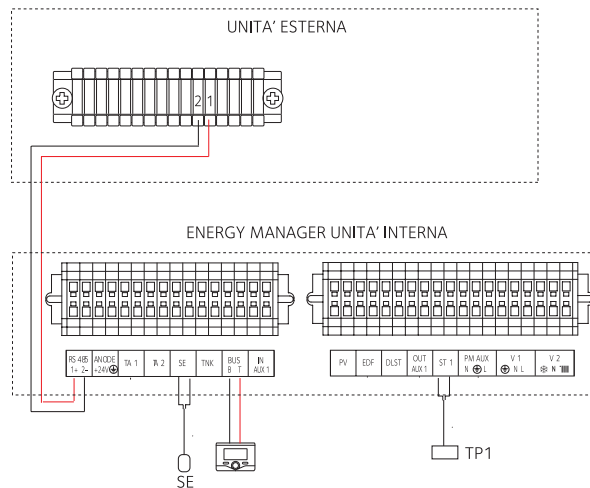 UNITA' ESTERNA
2 1
ENERGY MANAGER UNITA' INTERNA
RS 485 ANODE TA 1 TA 2 SE TNK BUS IN
1+ 2- +24V B T AUX 1
PV EDF DLST OUT ST 1 PM AUX V 1 V 2
AUX 1 N L N L N
SE
TP1